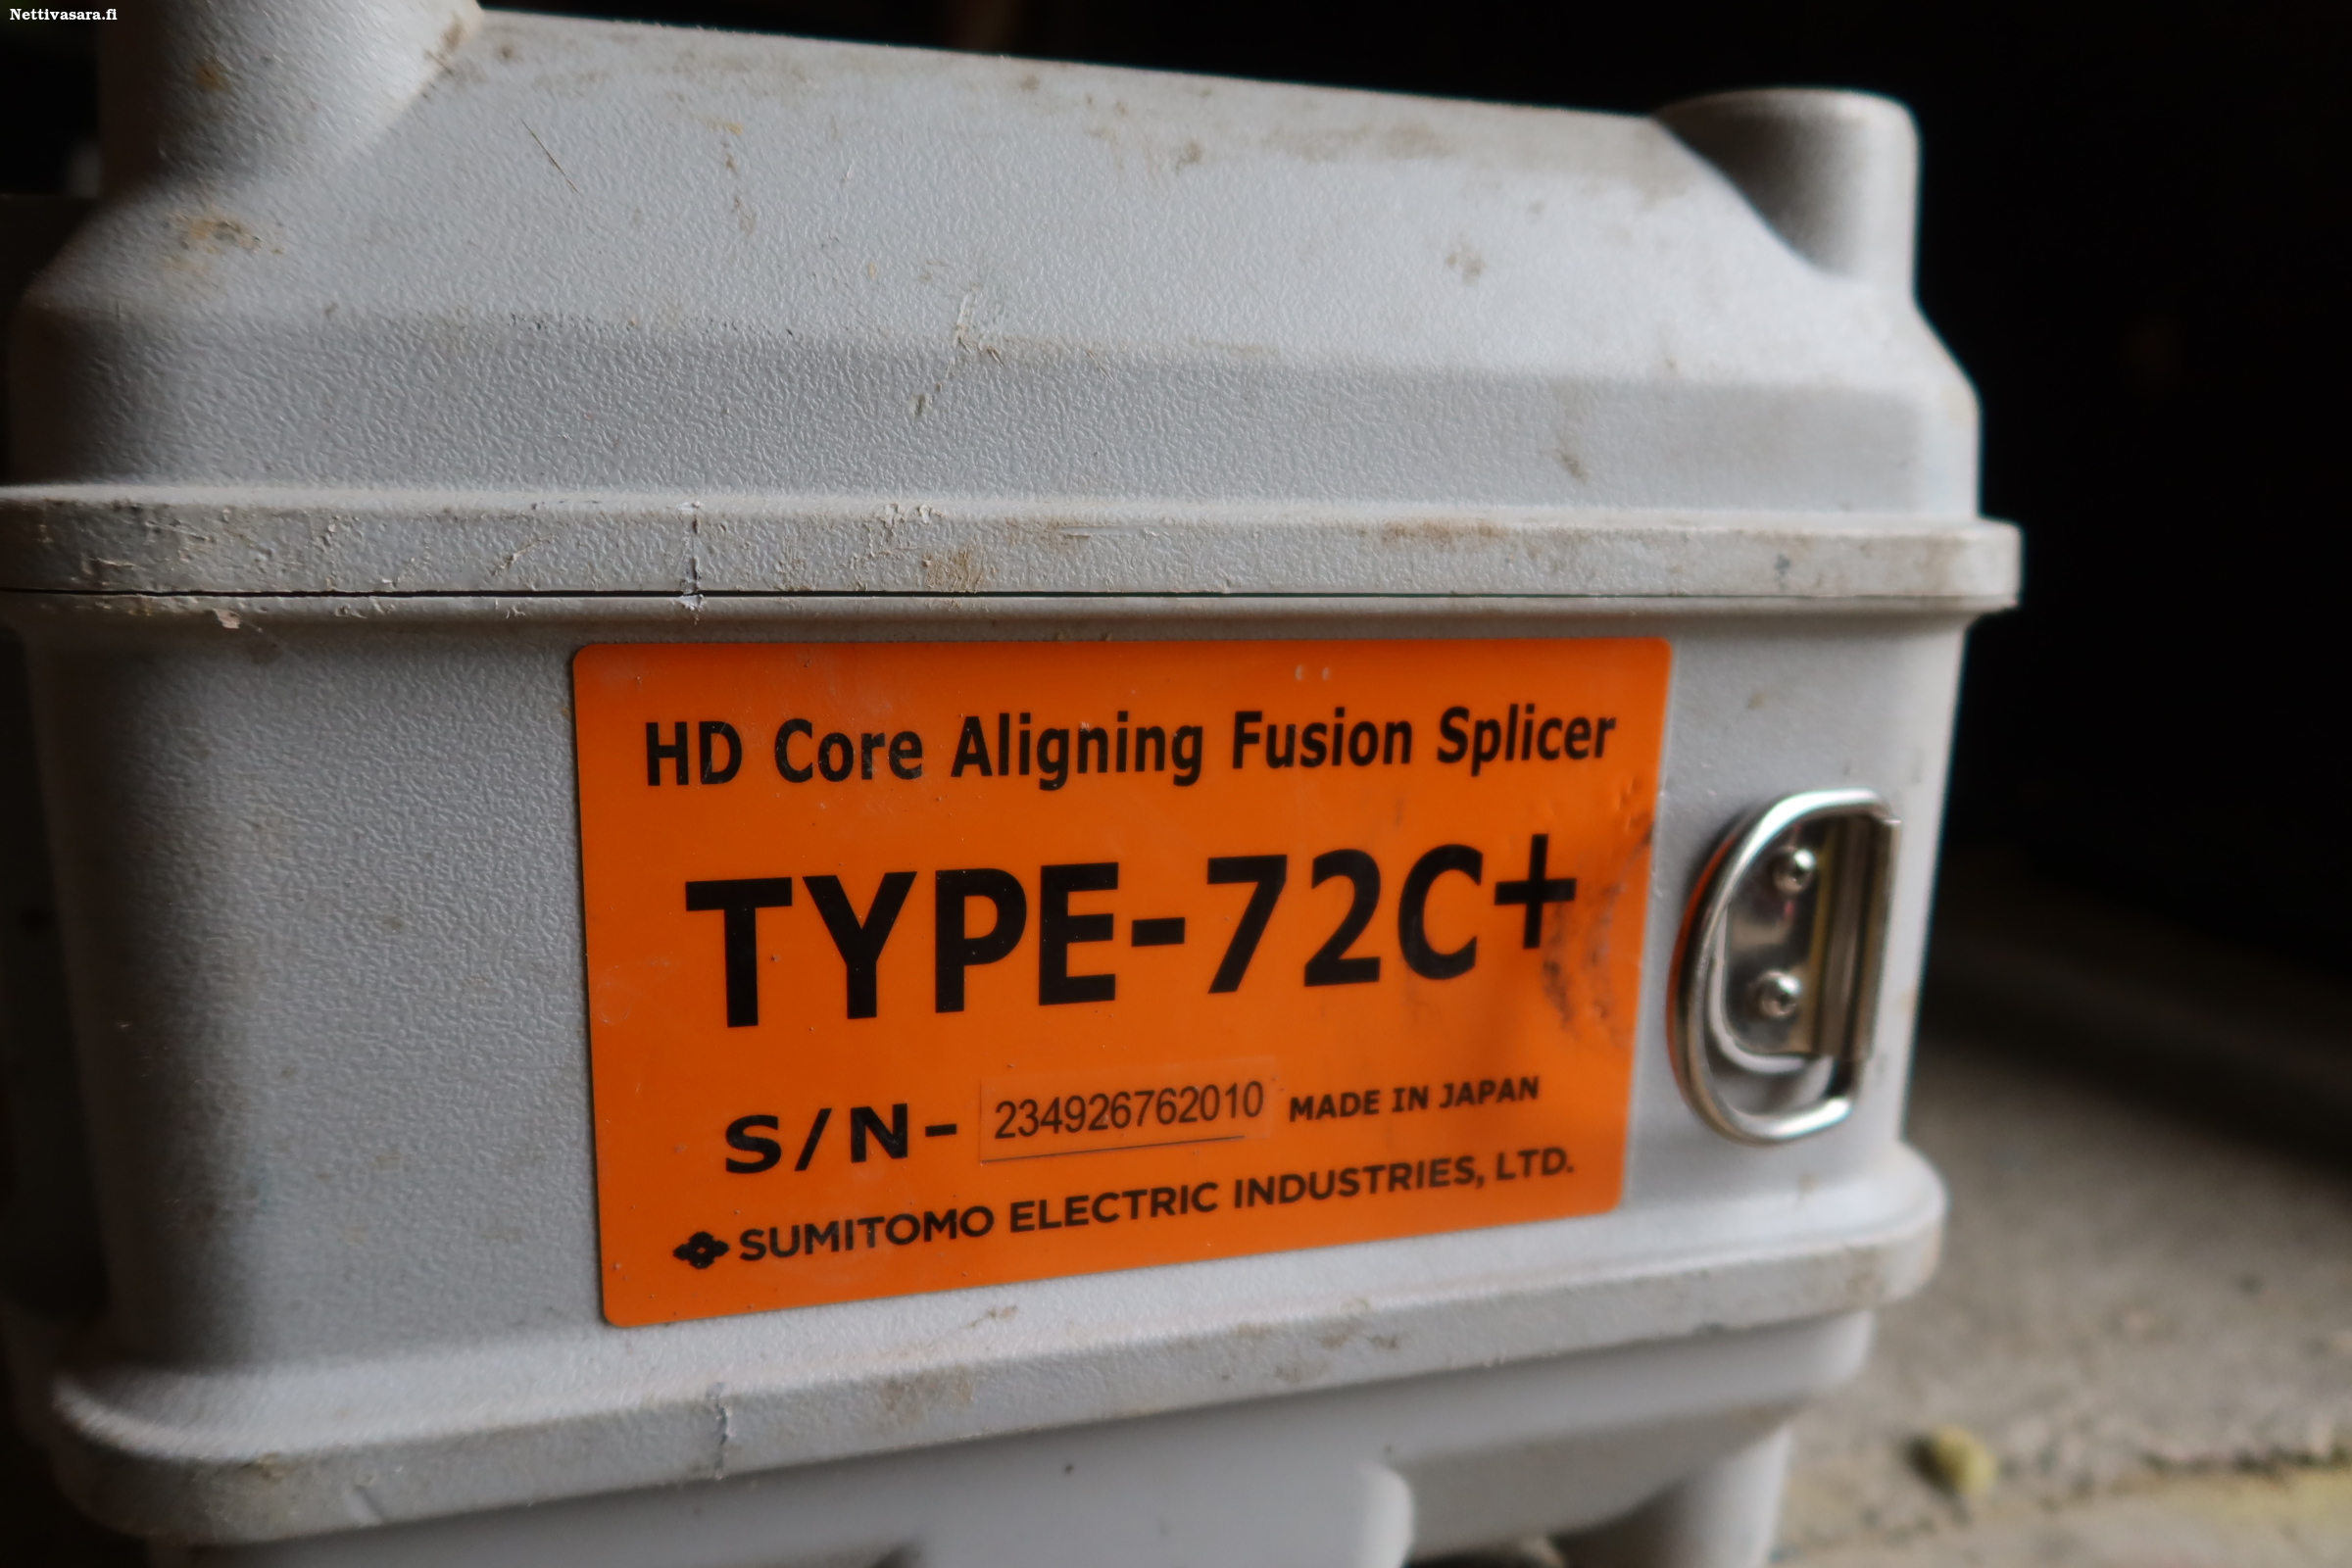 Nettivasara.fi
HD Core Aligning Fusion Splicer
TYPE-72C+
S/N- 234926762010 MADE IN JAPAN
SUMITOMO ELECTRIC INDUSTRIES, LTD.